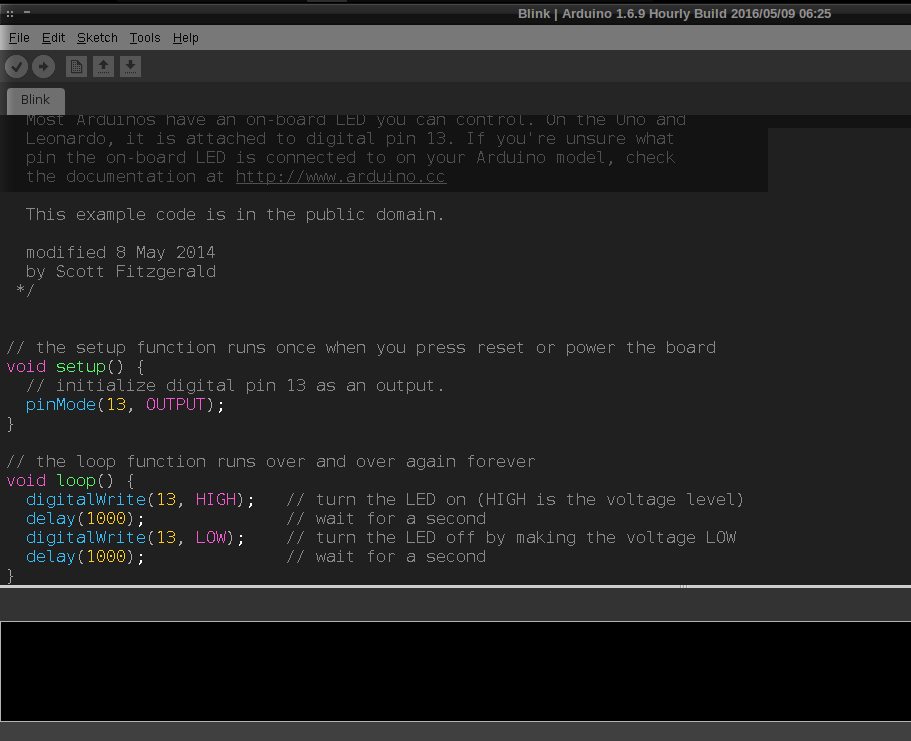 Blink | Arduino 1.6.9 Hourly Build 2016/05/09 06:25
File Edit Sketch Tools Help
Blink
Most Arduinos have an on-board LED you can control. On the Uno and
Leonardo, it is attached to digital pin 13. If you're unsure what
pin the on-board LED is connected to on your Arduino model, check
the documentation at http://www.arduino.cc
This example code is in the public domain.
modified 8 May 2014
by Scott Fitzgerald
*/
// the setup function runs once when you press reset or power the board
void setup() {
// initialize digital pin 13 as an output.
pinMode(13, OUTPUT);
}
// the loop function runs over and over again forever
void loop() {
digitalWrite(13, HIGH);   // turn the LED on (HIGH is the voltage level)
delay(1000);              // wait for a second
digitalWrite(13, LOW);    // turn the LED off by making the voltage LOW
delay(1000);              // wait for a second
}